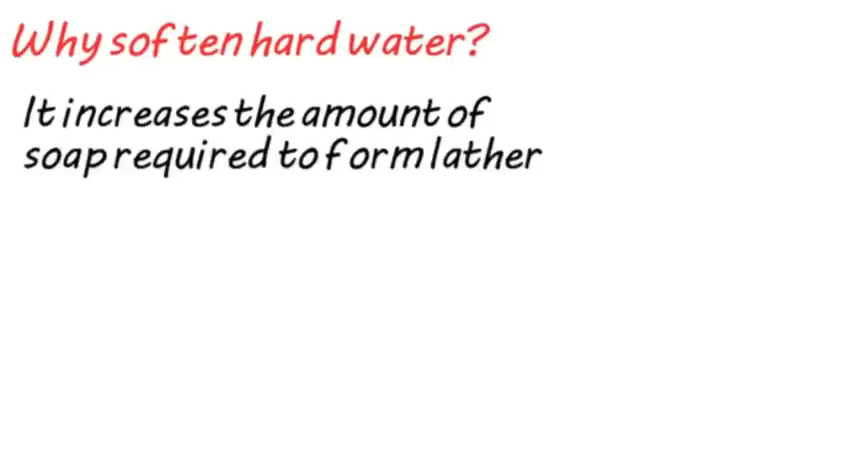 Why soften hard water?
It increases the amount of
soap required to form lather